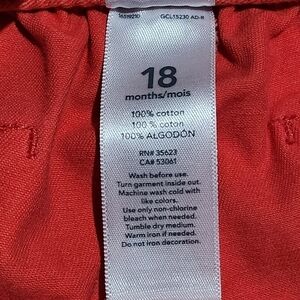 GCL15230 AD-R
18
months/mois
100% cotton
100 % coton
100% ALGODÓN
RN# 35623
CA# 53061
Wash before use.
Turn garment inside out.
Machine wash cold with
like colors.
Use only non-chlorine
bleach when needed.
Tumble dry medium.
Warm iron if needed.
Do not iron decoration.